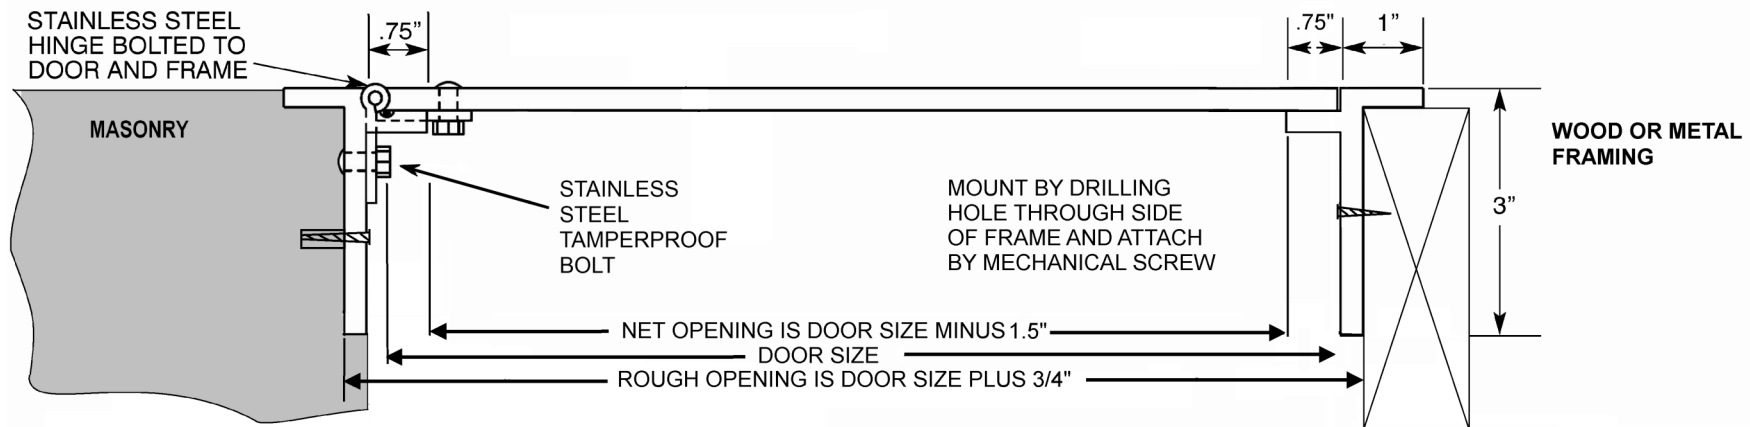 STAINLESS STEEL
HINGE BOLTED TO
DOOR AND FRAME
.75"
.75"
1"
MASONRY
WOOD OR METAL
FRAMING
STAINLESS
STEEL
TAMPERPROOF
BOLT
MOUNT BY DRILLING
HOLE THROUGH SIDE
OF FRAME AND ATTACH
BY MECHANICAL SCREW
3"
NET OPENING IS DOOR SIZE MINUS 1.5"
DOOR SIZE
ROUGH OPENING IS DOOR SIZE PLUS 3/4"